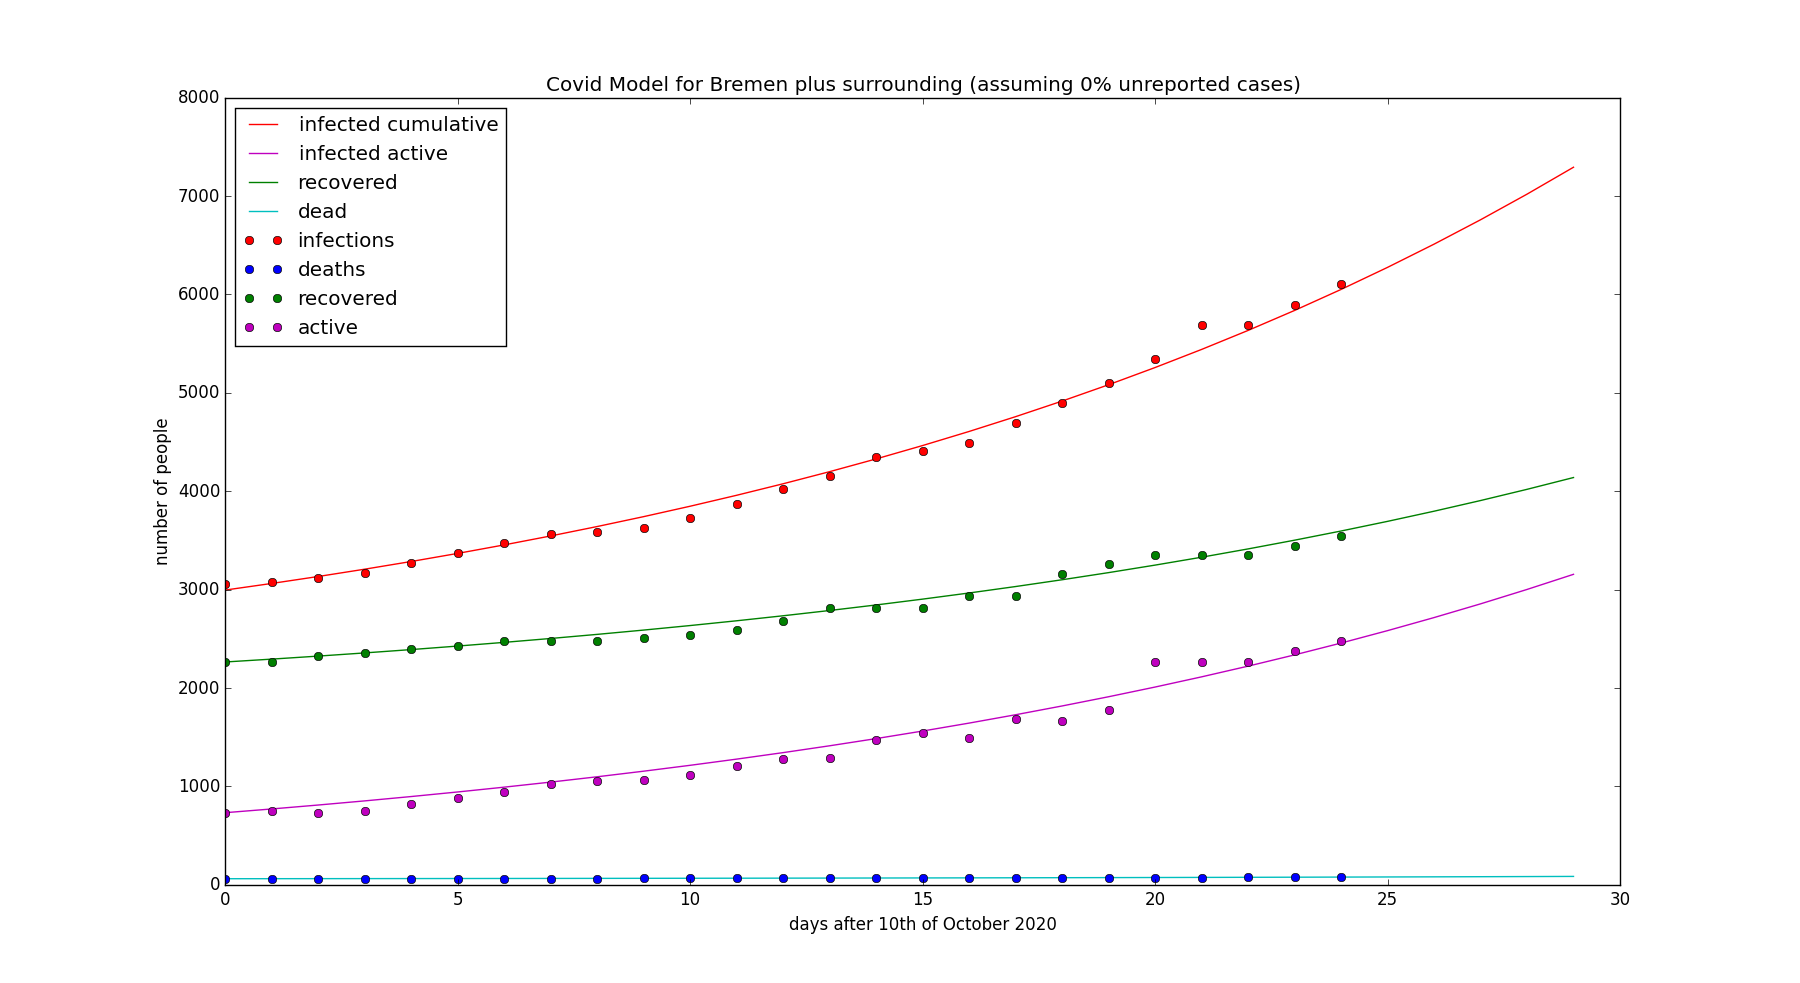 Covid Model for Bremen plus surrounding (assuming 0% unreported cases)
8000
7000
6000
5000
4000
3000
2000
1000
0
number of people
infected cumulative
infected active
recovered
dead
infections
deaths
recovered
active
0 5 10 15 20 25 30
days after 10th of October 2020